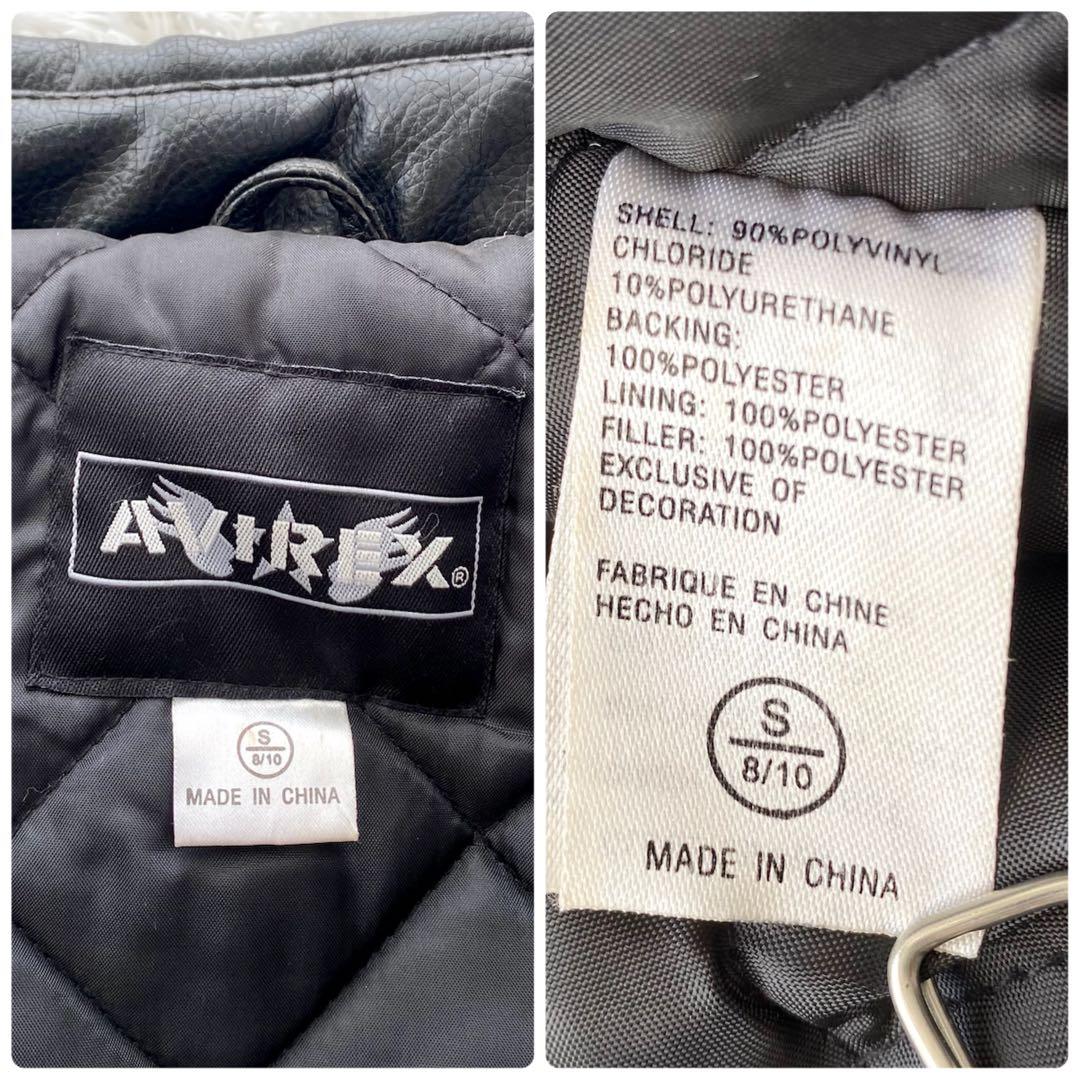 AVIREX®
S
8/10
MADE IN CHINA
SHELL: 90%POLYVINYL
CHLORIDE
10%POLYURETHANE
BACKING:
100%POLYESTER
LINING: 100%POLYESTER
FILLER: 100%POLYESTER
EXCLUSIVE OF
DECORATION
FABRIQUE EN CHINE
HECHO EN CHINA
S
8/10
MADE IN CHINA